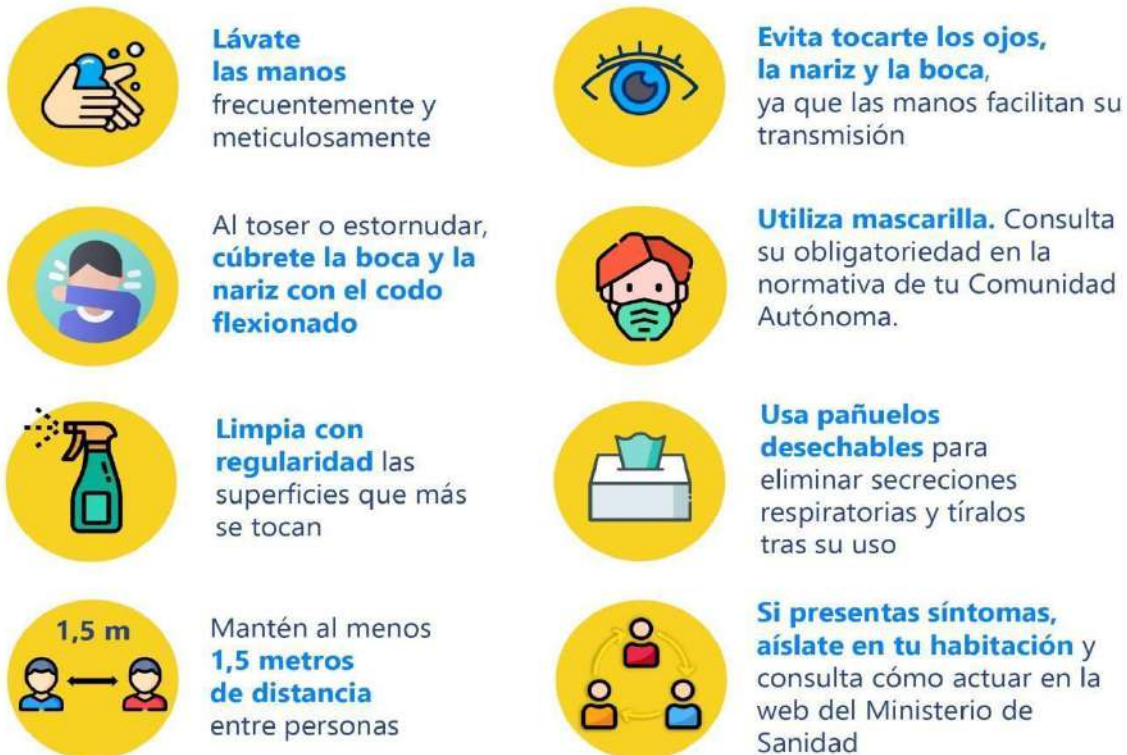 Lávate
las manos
frecuentemente y
meticulosamente
Evita tocarte los ojos,
la nariz y la boca,
ya que las manos facilitan su
transmisión
Al toser o estornudar,
cúbrete la boca y la
nariz con el codo
flexionado
Utiliza mascarilla. Consulta
su obligatoriedad en la
normativa de tu Comunidad
Autónoma.
Limpia con
regularidad las
superficies que más
se tocan
Usa pañuelos
desechables para
eliminar secreciones
respiratorias y tíralos
tras su uso
1,5 m
Mantén al menos
1,5 metros
de distancia
entre personas
Si presentas síntomas,
aíslate en tu habitación y
consulta cómo actuar en la
web del Ministerio de
Sanidad